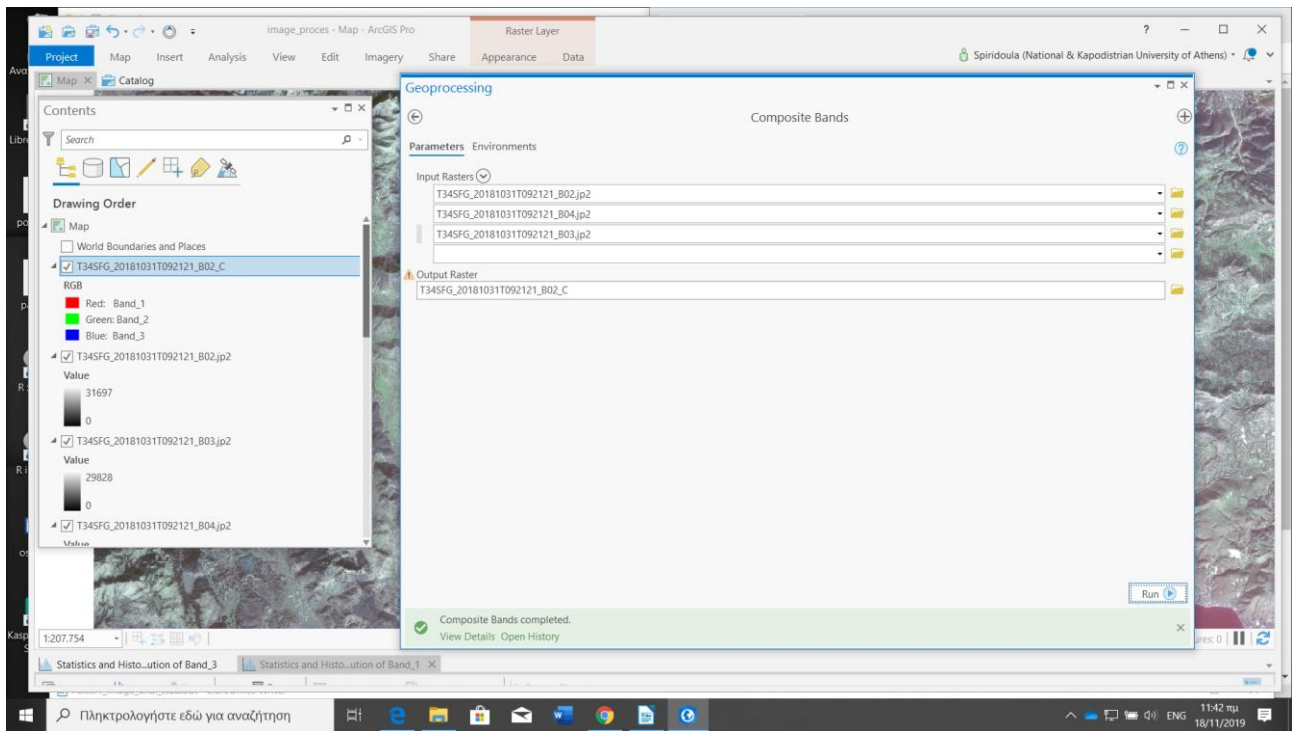 image_proces - Map - ArcGIS Pro
Raster Layer
?
Project Map Insert Analysis View Edit Imagery Share Appearance Data
Spiridoula (National & Kapodistrian University of Athens)
Map Catalog
Contents
Search
Drawing Order
Map
World Boundaries and Places
T34SFG_20181031T092121_B02_C
RGB
Red: Band_1
Green: Band_2
Blue: Band_3
T34SFG_20181031T092121_B02.jp2
Value
31697
0
T34SFG_20181031T092121_B03.jp2
Value
29828
0
T34SFG_20181031T092121_B04.jp2
Value
Geoprocessing
Composite Bands
Parameters Environments
Input Rasters
T34SFG_20181031T092121_B02.jp2
T34SFG_20181031T092121_B04.jp2
T34SFG_20181031T092121_B03.jp2
Output Raster
T34SFG_20181031T092121_B02_C
Run
Composite Bands completed.
View Details Open History
1:207.754
Statistics and Histo...ution of Band_3 Statistics and Histo...ution of Band_1
Πληκτρολογήστε εδώ για αναζήτηση
ENG
11:42 πμ
18/11/2019